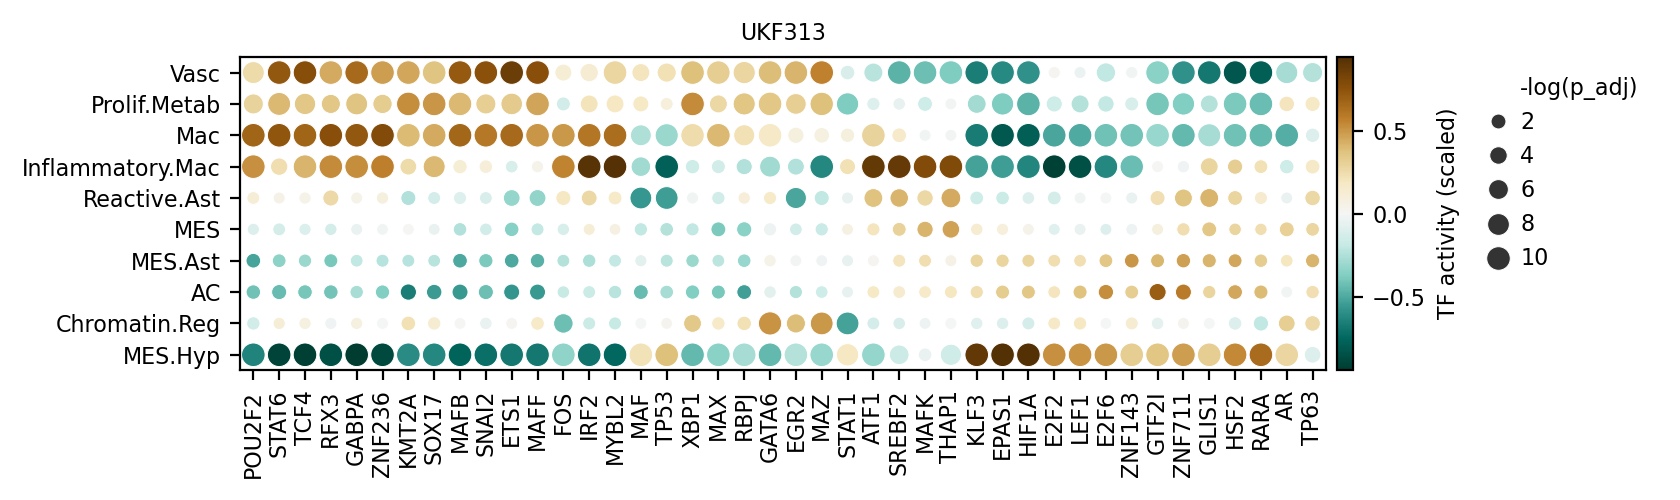 UKF313
Vasc
Prolif.Metab
Mac
Inflammatory.Mac
Reactive.Ast
MES
MES.Ast
AC
Chromatin.Reg
MES.Hyp
POU2F2
STAT6
TCF4
RFX3
GABPA
ZNF236
KMT2A
SOX17
MAFB
SNAI2
ETS1
MAFF
FOS
IRF2
MYBL2
MAF
TP53
XBP1
MAX
RBPJ
GATA6
EGR2
MAZ
STAT1
ATF1
SREBF2
MAFK
THAP1
KLF3
EPAS1
HIF1A
E2F2
LEF1
E2F6
ZNF143
GTF2I
ZNF711
GLIS1
HSF2
RARA
AR
TP63
0.5
0.0
−0.5
TF activity (scaled)
-log(p_adj)
2
4
6
8
10